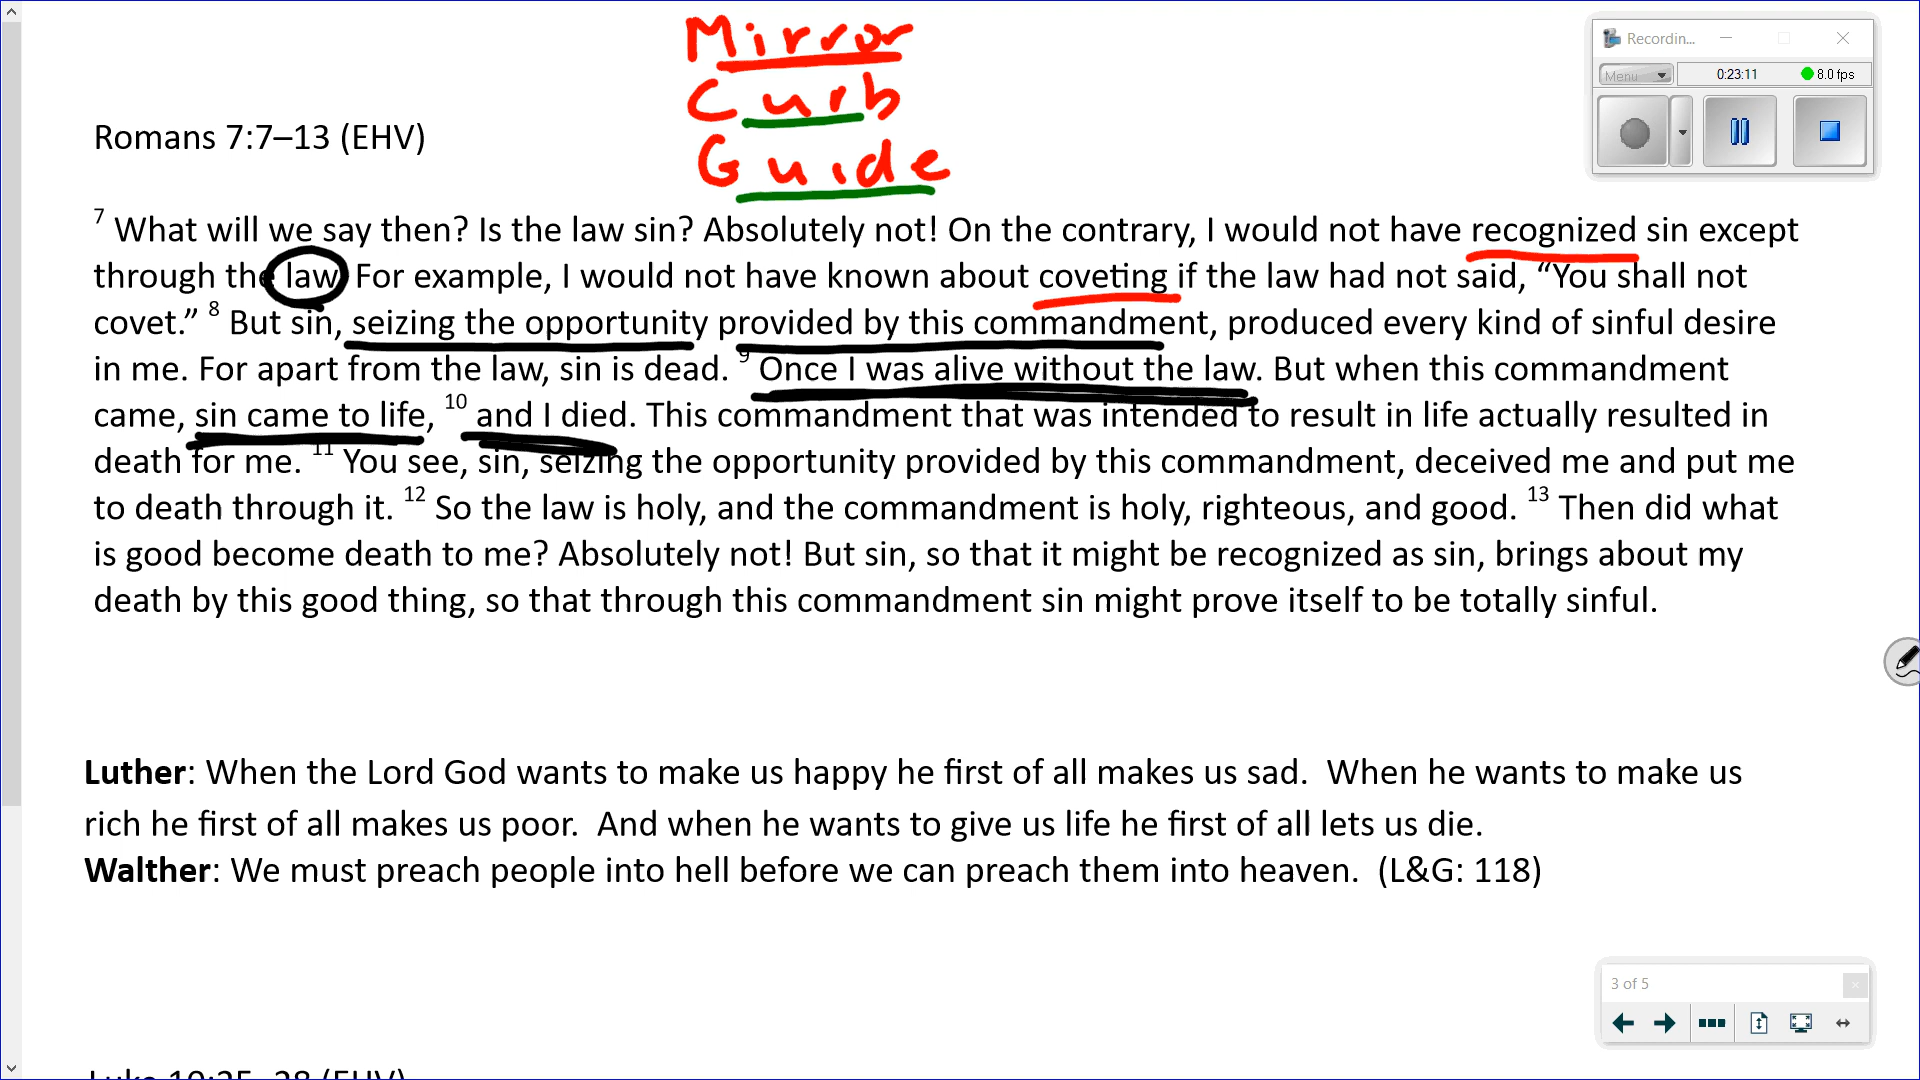 Mirror
Curb
Guide
Recordin...
Menu
0:23:11
8.0 fps
Romans 7:7–13 (EHV)
7 What will we say then? Is the law sin? Absolutely not! On the contrary, I would not have recognized sin except
through the law. For example, I would not have known about coveting if the law had not said, “You shall not
covet.” 8 But sin, seizing the opportunity provided by this commandment, produced every kind of sinful desire
in me. For apart from the law, sin is dead. 9 Once I was alive without the law. But when this commandment
came, sin came to life, 10 and I died. This commandment that was intended to result in life actually resulted in
death for me. 11 You see, sin, seizing the opportunity provided by this commandment, deceived me and put me
to death through it. 12 So the law is holy, and the commandment is holy, righteous, and good. 13 Then did what
is good become death to me? Absolutely not! But sin, so that it might be recognized as sin, brings about my
death by this good thing, so that through this commandment sin might prove itself to be totally sinful.
Luther: When the Lord God wants to make us happy he first of all makes us sad. When he wants to make us
rich he first of all makes us poor. And when he wants to give us life he first of all lets us die.
Walther: We must preach people into hell before we can preach them into heaven. (L&G: 118)
3 of 5
Luke 10:25–28 (EHV)